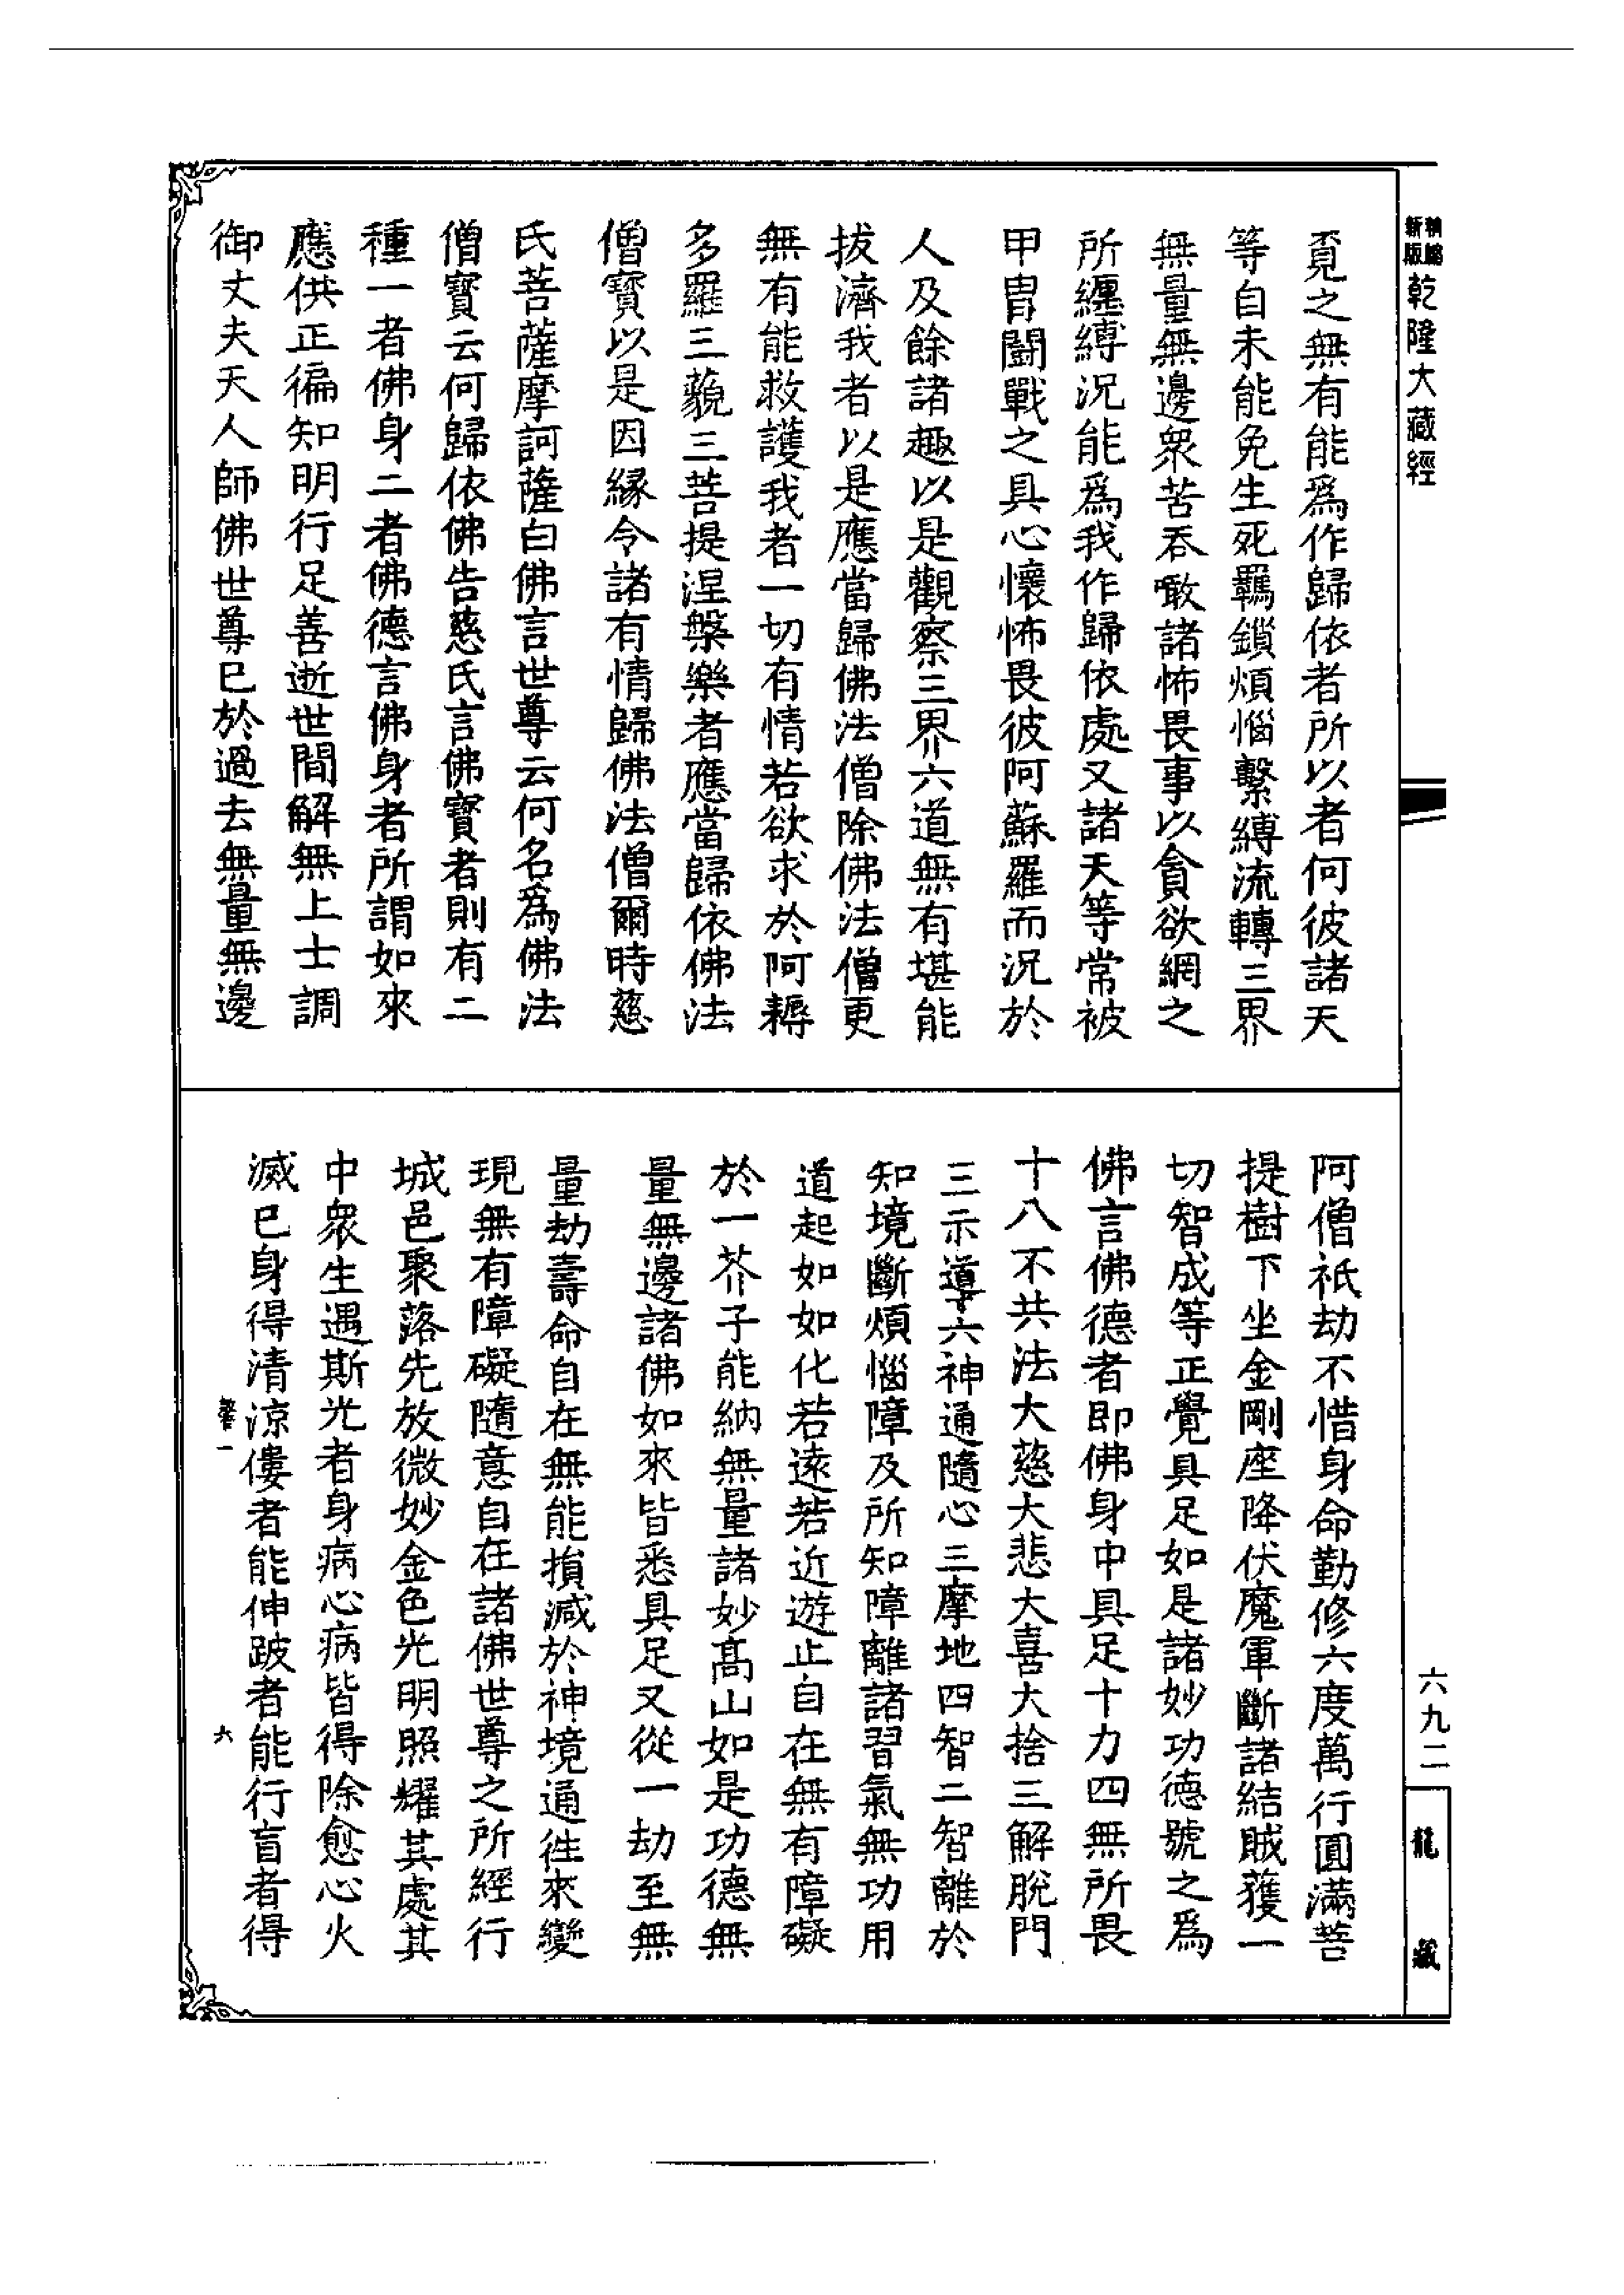 精縮新版乾隆大藏經
覓之無有能爲作歸依者所以者何彼諸天
等自未能免生死羈鎖煩惱繫縛流轉三界
無量無邊衆苦吞噉諸怖畏事以貪欲網之
所纒縛況能爲我作歸依處又諸天等常被
甲胄鬪戰之具心懷怖畏彼阿蘇羅而況於
人及餘諸趣以是觀察三界六道無有堪能
拔濟我者以是應當歸佛法僧除佛法僧更
無有能救護我者一切有情若欲求於阿耨
多羅三藐三菩提涅槃樂者應當歸依佛法
僧寶以是因緣令諸有情歸佛法僧爾時慈
氏菩薩摩訶薩白佛言世尊云何名爲佛法
僧寶云何歸依佛告慈氏言佛寶者則有二
種一者佛身二者佛德言佛身者所謂如來
應供正徧知明行足善逝世間解無上士調
御丈夫天人師佛世尊已於過去無量無邊
阿僧祇劫不惜身命勤修六度萬行圓滿菩
提樹下坐金剛座降伏魔軍斷諸結賊獲一
切智成等正覺具足如是諸妙功德號之爲
佛言佛德者即佛身中具足十力四無所畏
十八不共法大慈大悲大喜大捨三解脫門
三示導六神通隨心三摩地四智二智離於
知境斷煩惱障及所知障離諸習氣無功用
道起如如化若遠若近遊止自在無有障礙
於一芥子能納無量諸妙髙山如是功德無
量無邊諸佛如來皆悉具足又從一劫至無
量劫壽命自在無能損減於神境通徃來變
現無有障礙隨意自在諸佛世尊之所經行
城邑聚落先放微妙金色光明照耀其處其
中衆生遇斯光者身病心病皆得除愈心火
滅已身得清涼僂者能伸跛者能行盲者得
馨一
六
六九二
龍藏